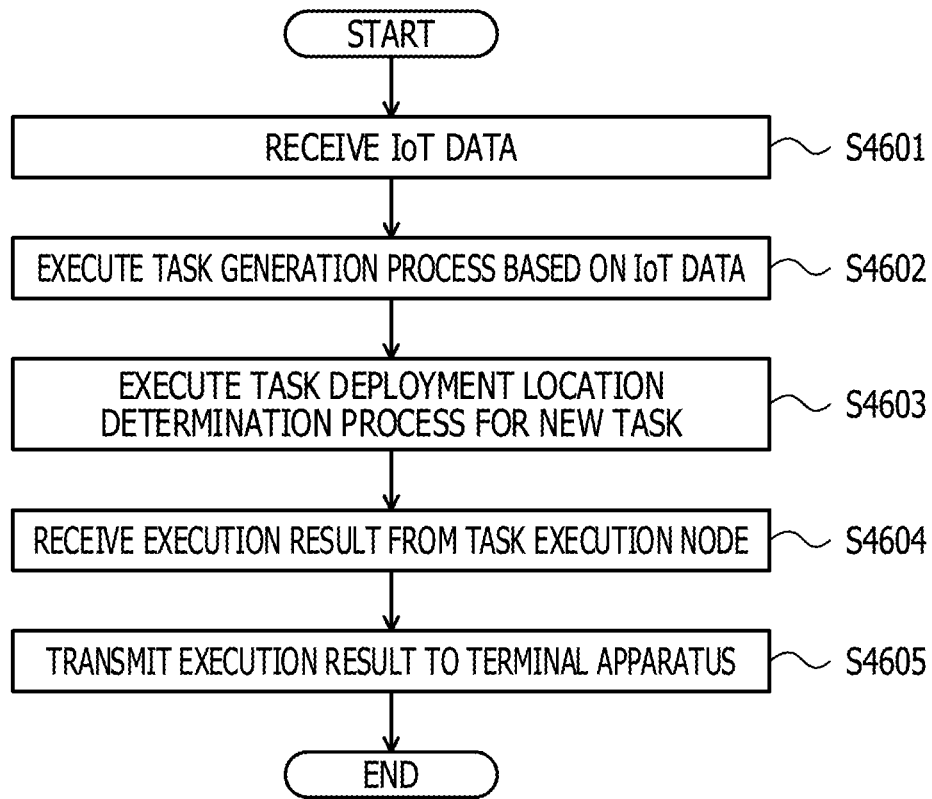 START
RECEIVE IoT DATA
S4601
EXECUTE TASK GENERATION PROCESS BASED ON IoT DATA
S4602
EXECUTE TASK DEPLOYMENT LOCATION
DETERMINATION PROCESS FOR NEW TASK
S4603
RECEIVE EXECUTION RESULT FROM TASK EXECUTION NODE
S4604
TRANSMIT EXECUTION RESULT TO TERMINAL APPARATUS
S4605
END